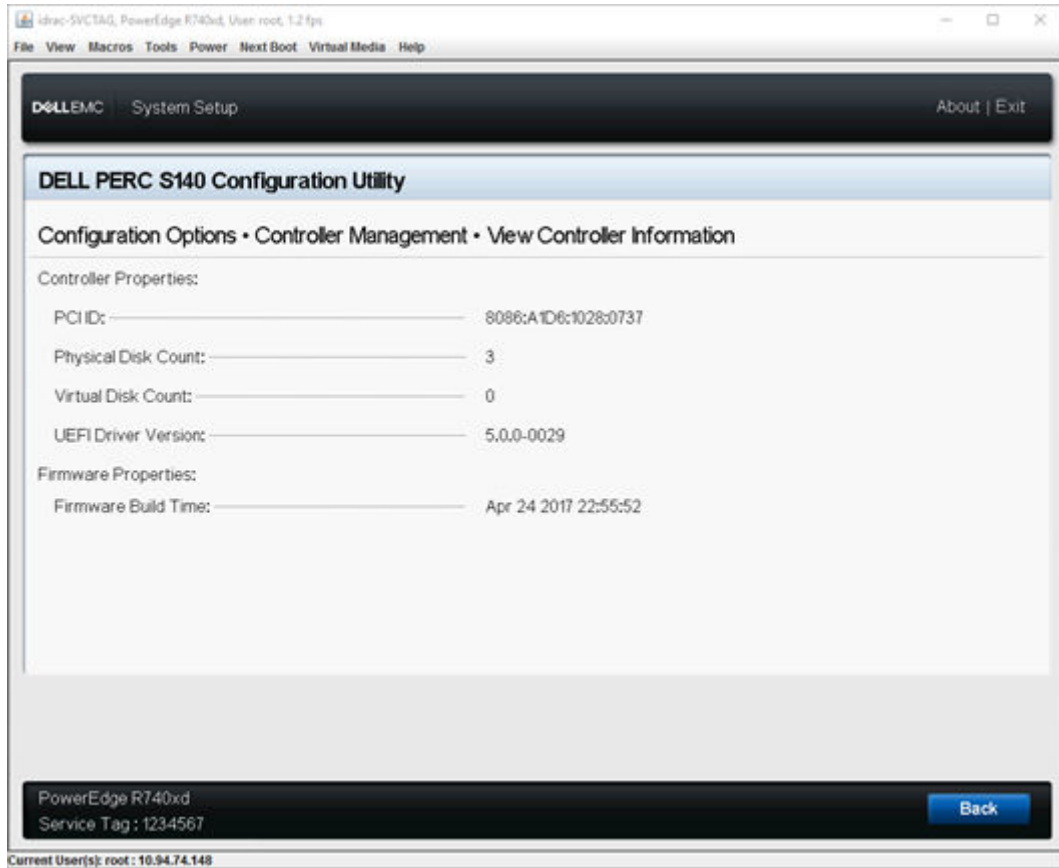 idrac-SVCTAG, PowerEdge R740xd, User: root, 1.2 fps
File View Macros Tools Power Next Boot Virtual Media Help
DELLEMC System Setup About | Exit
DELL PERC S140 Configuration Utility
Configuration Options • Controller Management • View Controller Information
Controller Properties:
PCI ID: 8086:A1D6:1028:0737
Physical Disk Count: 3
Virtual Disk Count: 0
UEFI Driver Version: 5.0.0-0029
Firmware Properties:
Firmware Build Time: Apr 24 2017 22:55:52
PowerEdge R740xd
Service Tag : 1234567
Back
Current User(s): root : 10.94.74.148